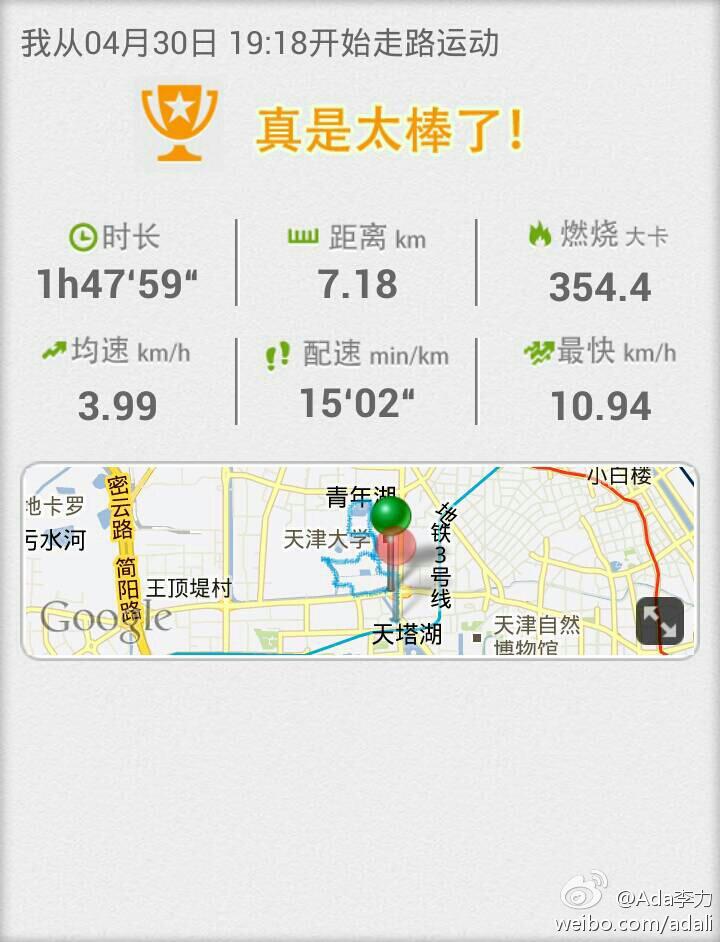 我从04月30日 19:18开始走路运动
真是太棒了!
时长 距离 km 燃烧 大卡
1h47‘59“ 7.18 354.4
均速 km/h 配速 min/km 最快 km/h
3.99 15‘02“ 10.94
小白楼
密云路
青年湖
地卡罗
天津大学
地铁3号线
污水河
简阳路
王顶堤村
Google
天塔湖
天津自然
博物馆
@Ada李力
weibo.com/adali